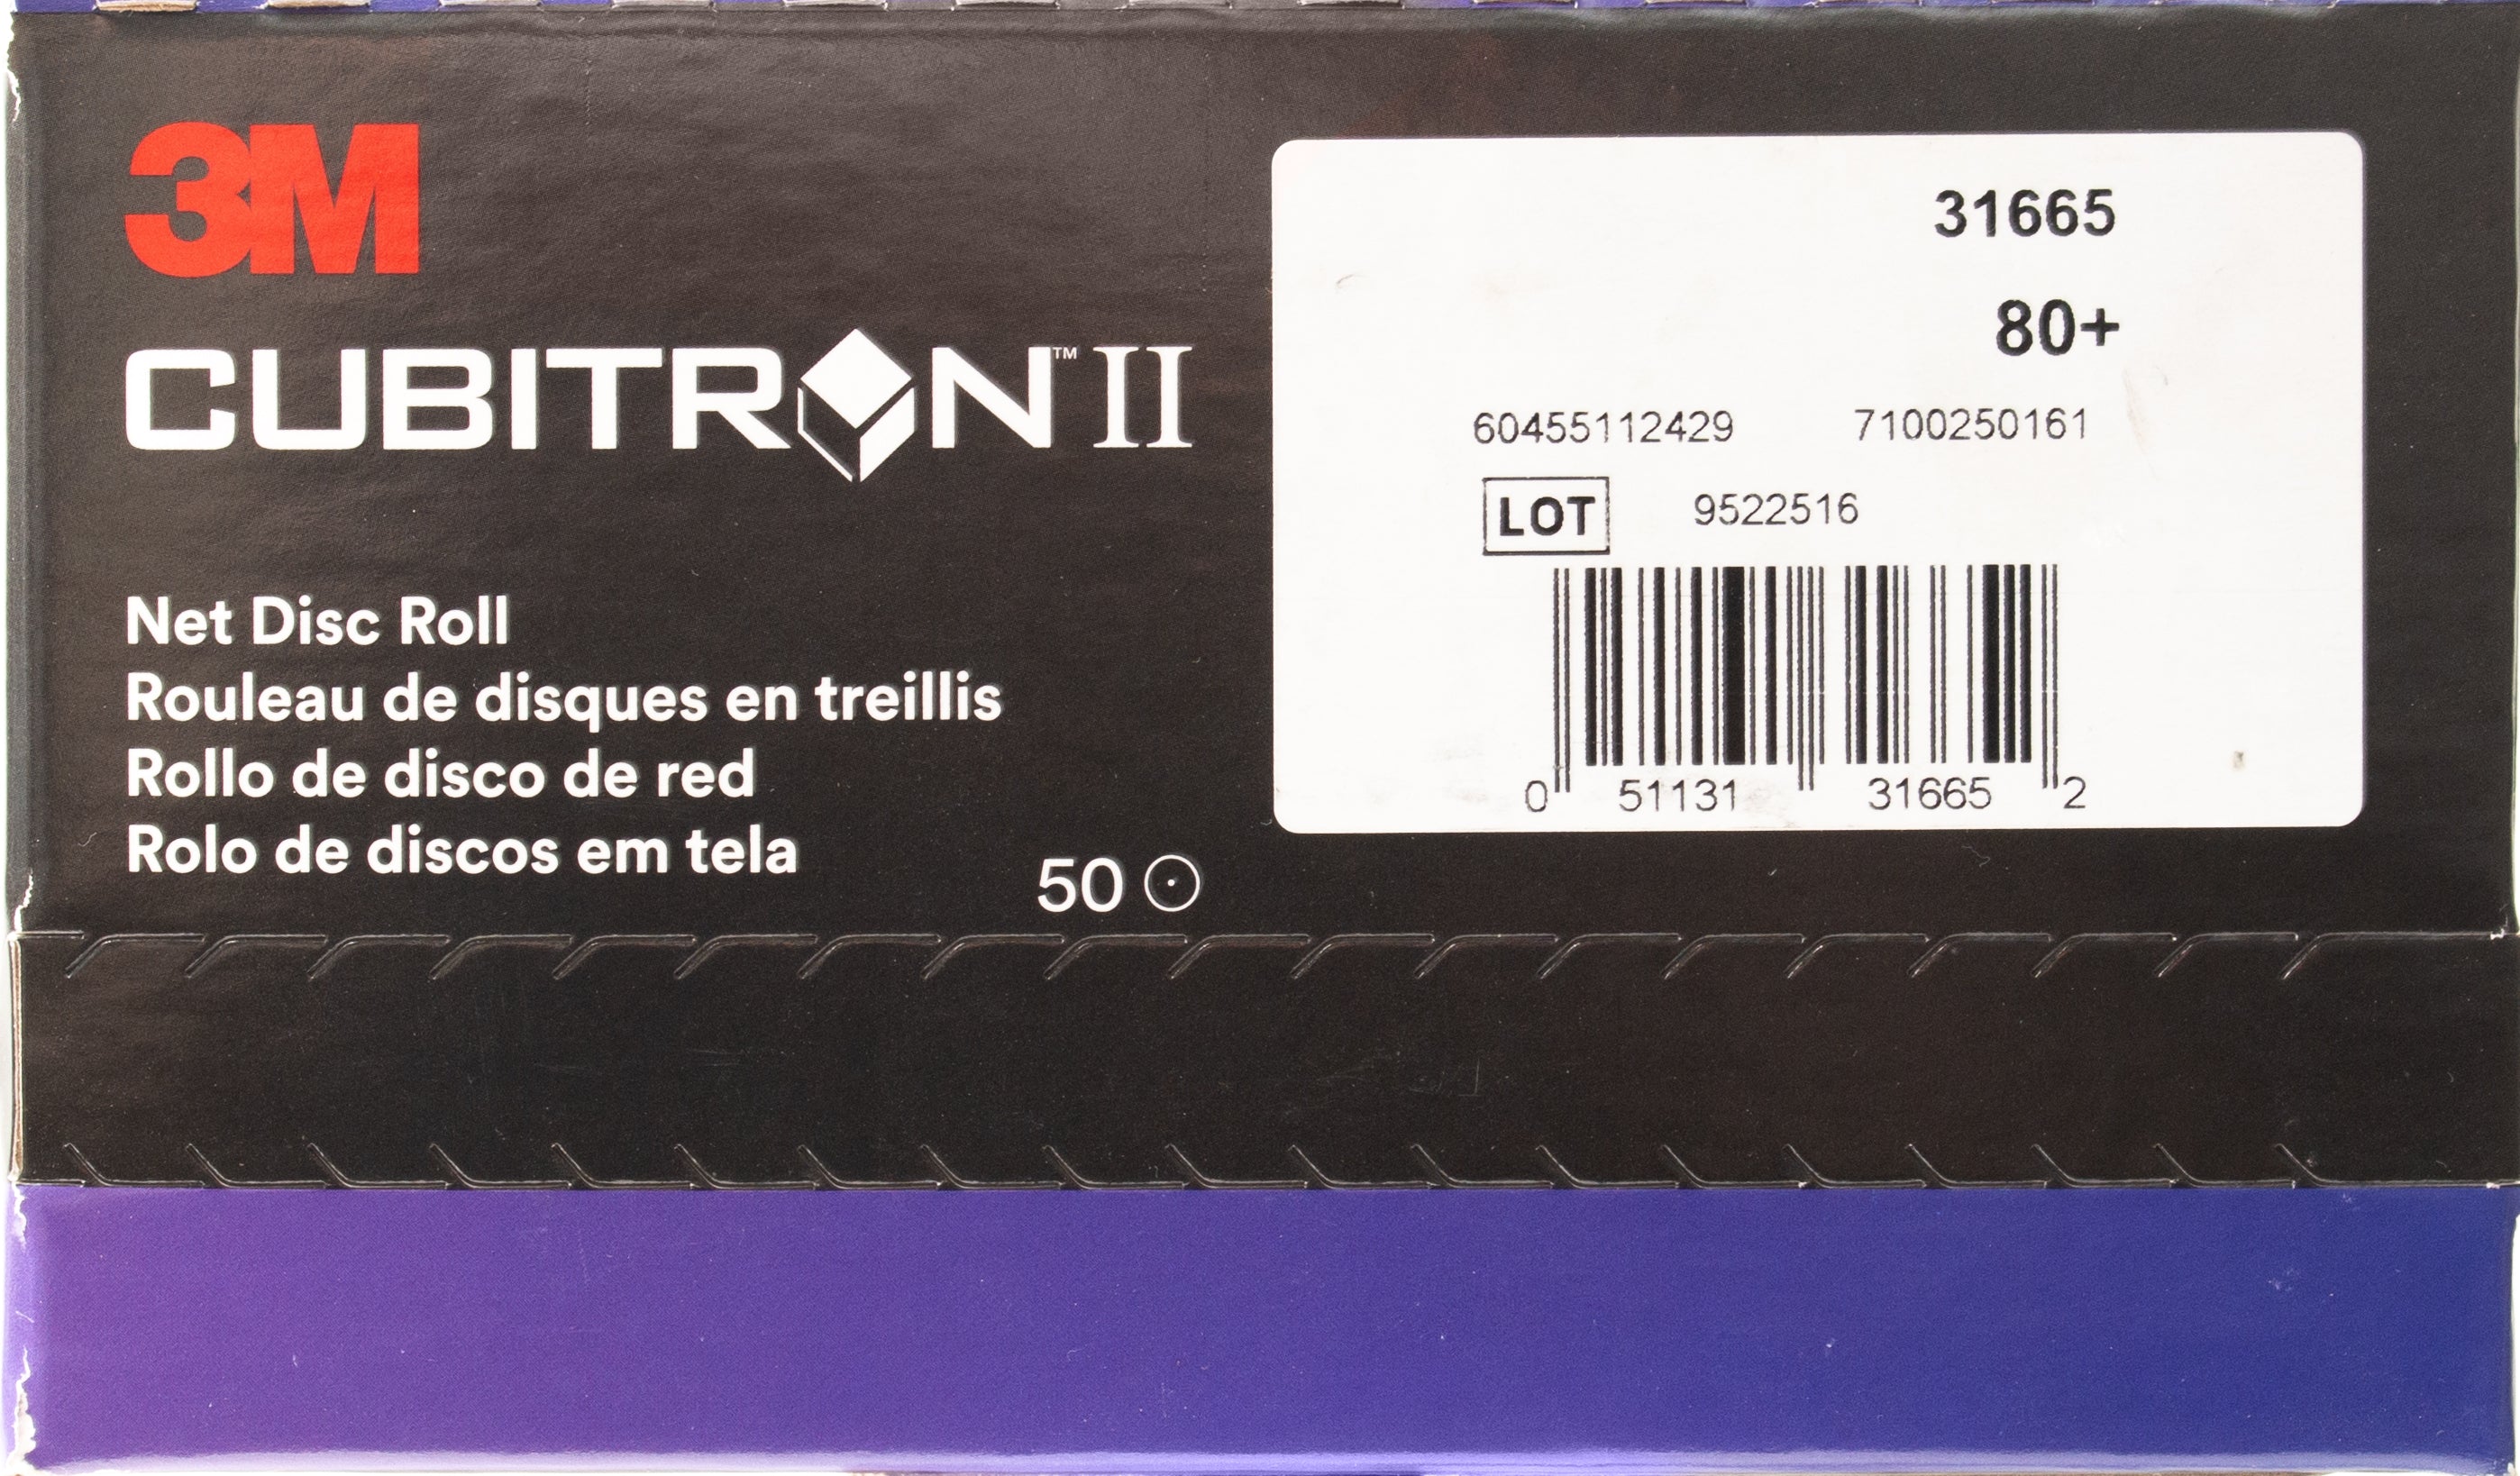 3M
CUBITRON™ II
Net Disc Roll
Rouleau de disques en treillis
Rollo de disco de red
Rolo de discos em tela
50
31665
80+
60455112429 7100250161
LOT 9522516
0 51131 31665 2